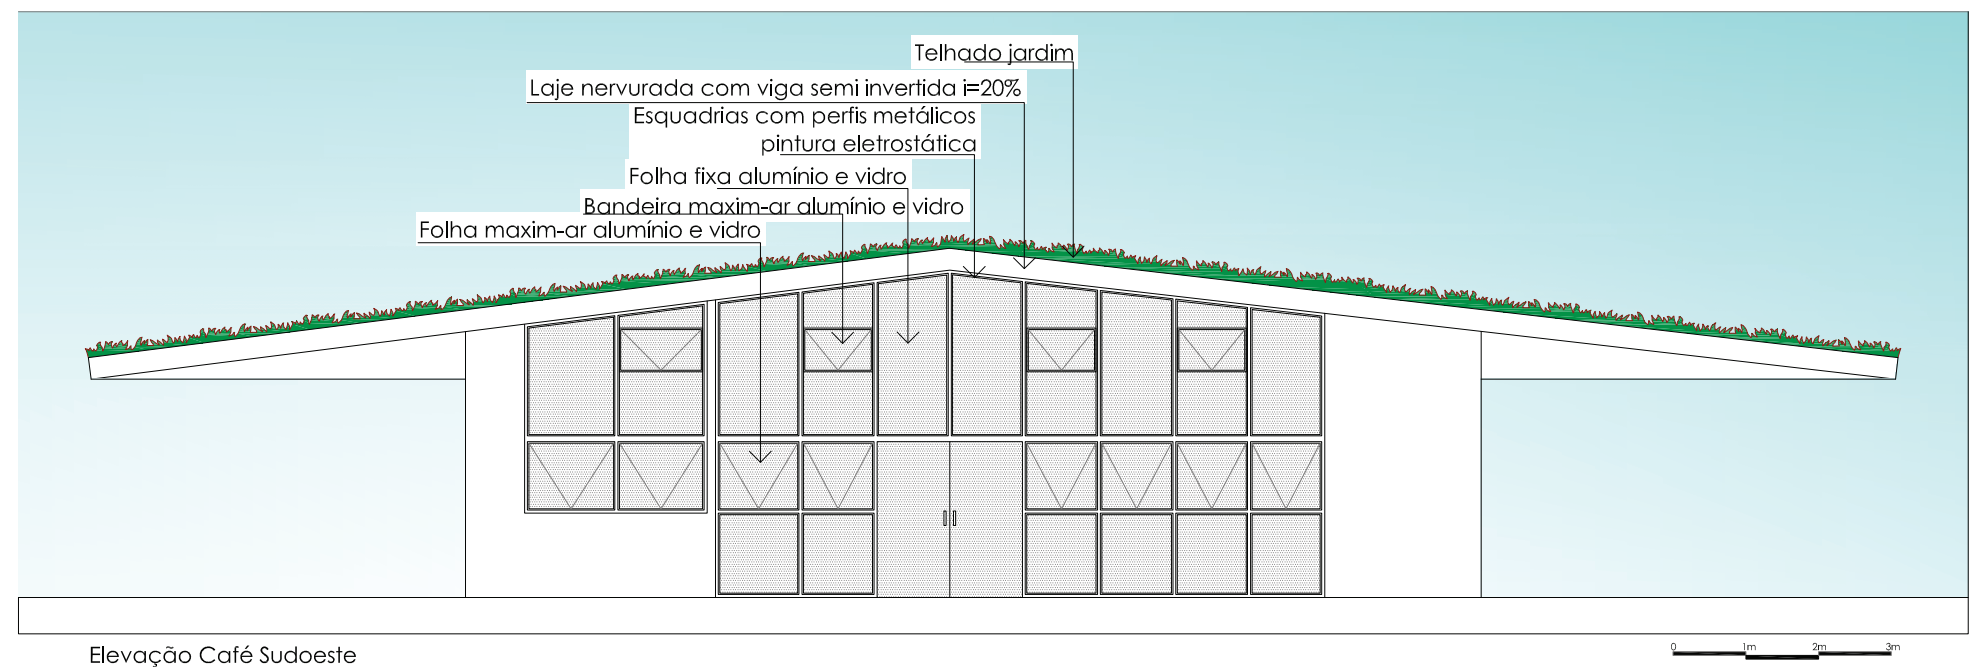 Telhado jardim
Laje nervurada com viga semi invertida i=20%
Esquadrias com perfis metálicos
pintura eletrostática
Folha fixa alumínio e vidro
Bandeira maxim-ar alumínio e vidro
Folha maxim-ar alumínio e vidro
Elevação Café Sudoeste
0 1m 2m 3m